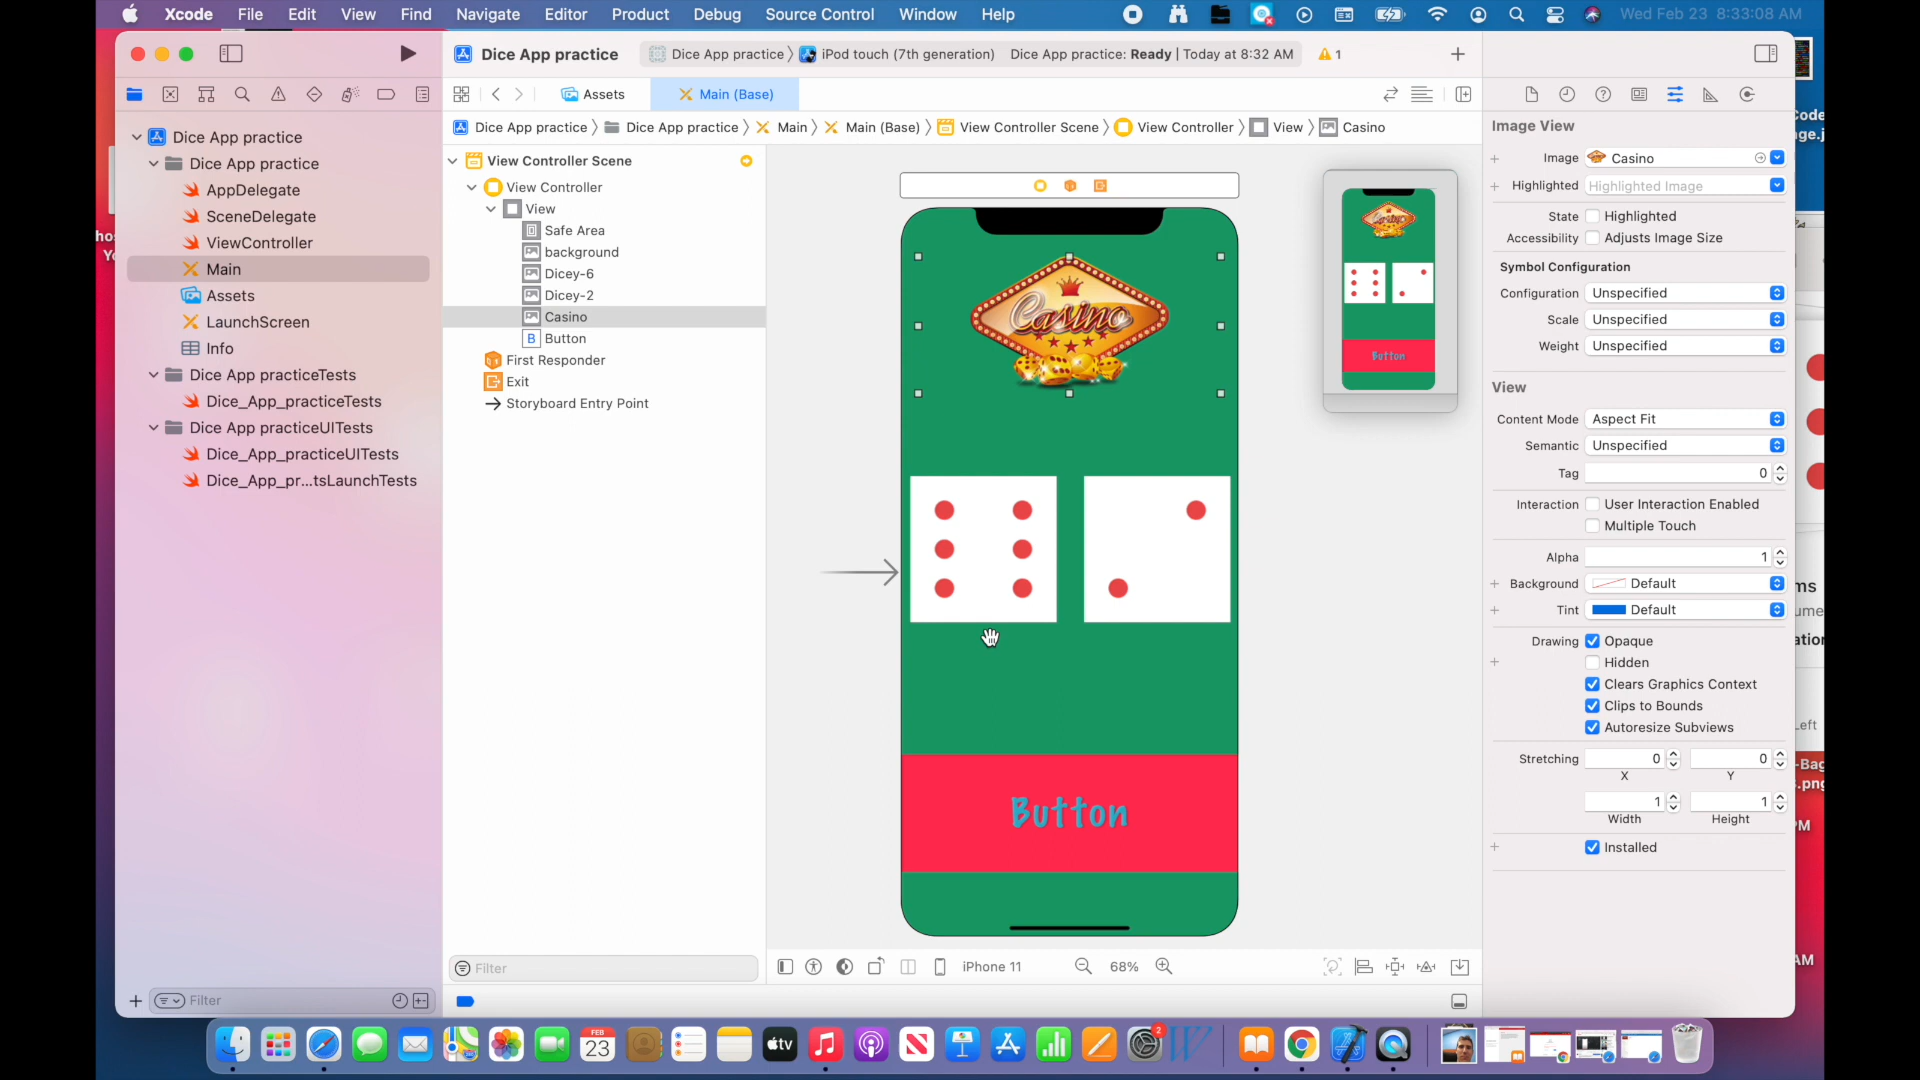 Xcode File Edit View Find Navigate Editor Product Debug Source Control Window Help Wed Feb 23 8:33:08 AM
Dice App practice Dice App practice iPod touch (7th generation) Dice App practice: Ready | Today at 8:32 AM 1
Assets Main (Base)
Dice App practice Dice App practice Main Main (Base) View Controller Scene View Controller View Casino
Dice App practice
Dice App practice
AppDelegate
SceneDelegate
ViewController
Main
Assets
LaunchScreen
Info
Dice App practiceTests
Dice_App_practiceTests
Dice App practiceUITests
Dice_App_practiceUITests
Dice_App_pr...tsLaunchTests
Filter
View Controller Scene
View Controller
View
Safe Area
background
Dicey-6
Dicey-2
Casino
B Button
First Responder
Exit
Storyboard Entry Point
Filter
Casino
Button
Button
iPhone 11 68%
Image View
Image Casino
Highlighted Highlighted Image
State Highlighted
Accessibility Adjusts Image Size
Symbol Configuration
Configuration Unspecified
Scale Unspecified
Weight Unspecified
View
Content Mode Aspect Fit
Semantic Unspecified
Tag 0
Interaction User Interaction Enabled
Multiple Touch
Alpha 1
Background Default
Tint Default
Drawing Opaque
Hidden
Clears Graphics Context
Clips to Bounds
Autoresize Subviews
Stretching 0 0
X Y
1 1
Width Height
Installed
FEB
23
tv
2